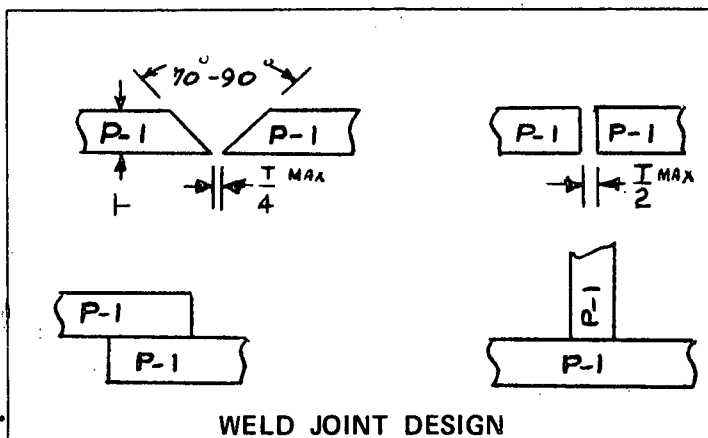 70°-90°
P-1 P-1 P-1 P-1
T T/4 MAX T/2 MAX
P-1 P-1
P-1 P-1
WELD JOINT DESIGN